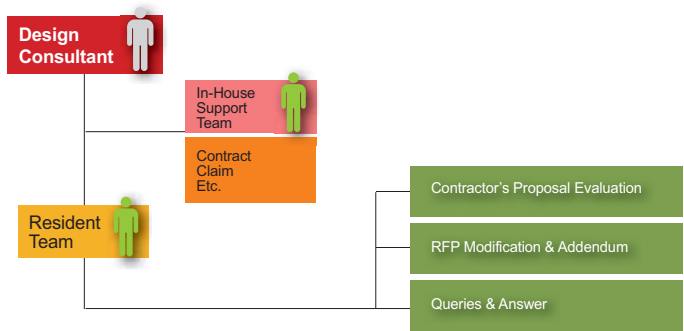 Design
Consultant
In-House
Support
Team
Contract
Claim
Etc.
Resident
Team
Contractor's Proposal Evaluation
RFP Modification & Addendum
Queries & Answer